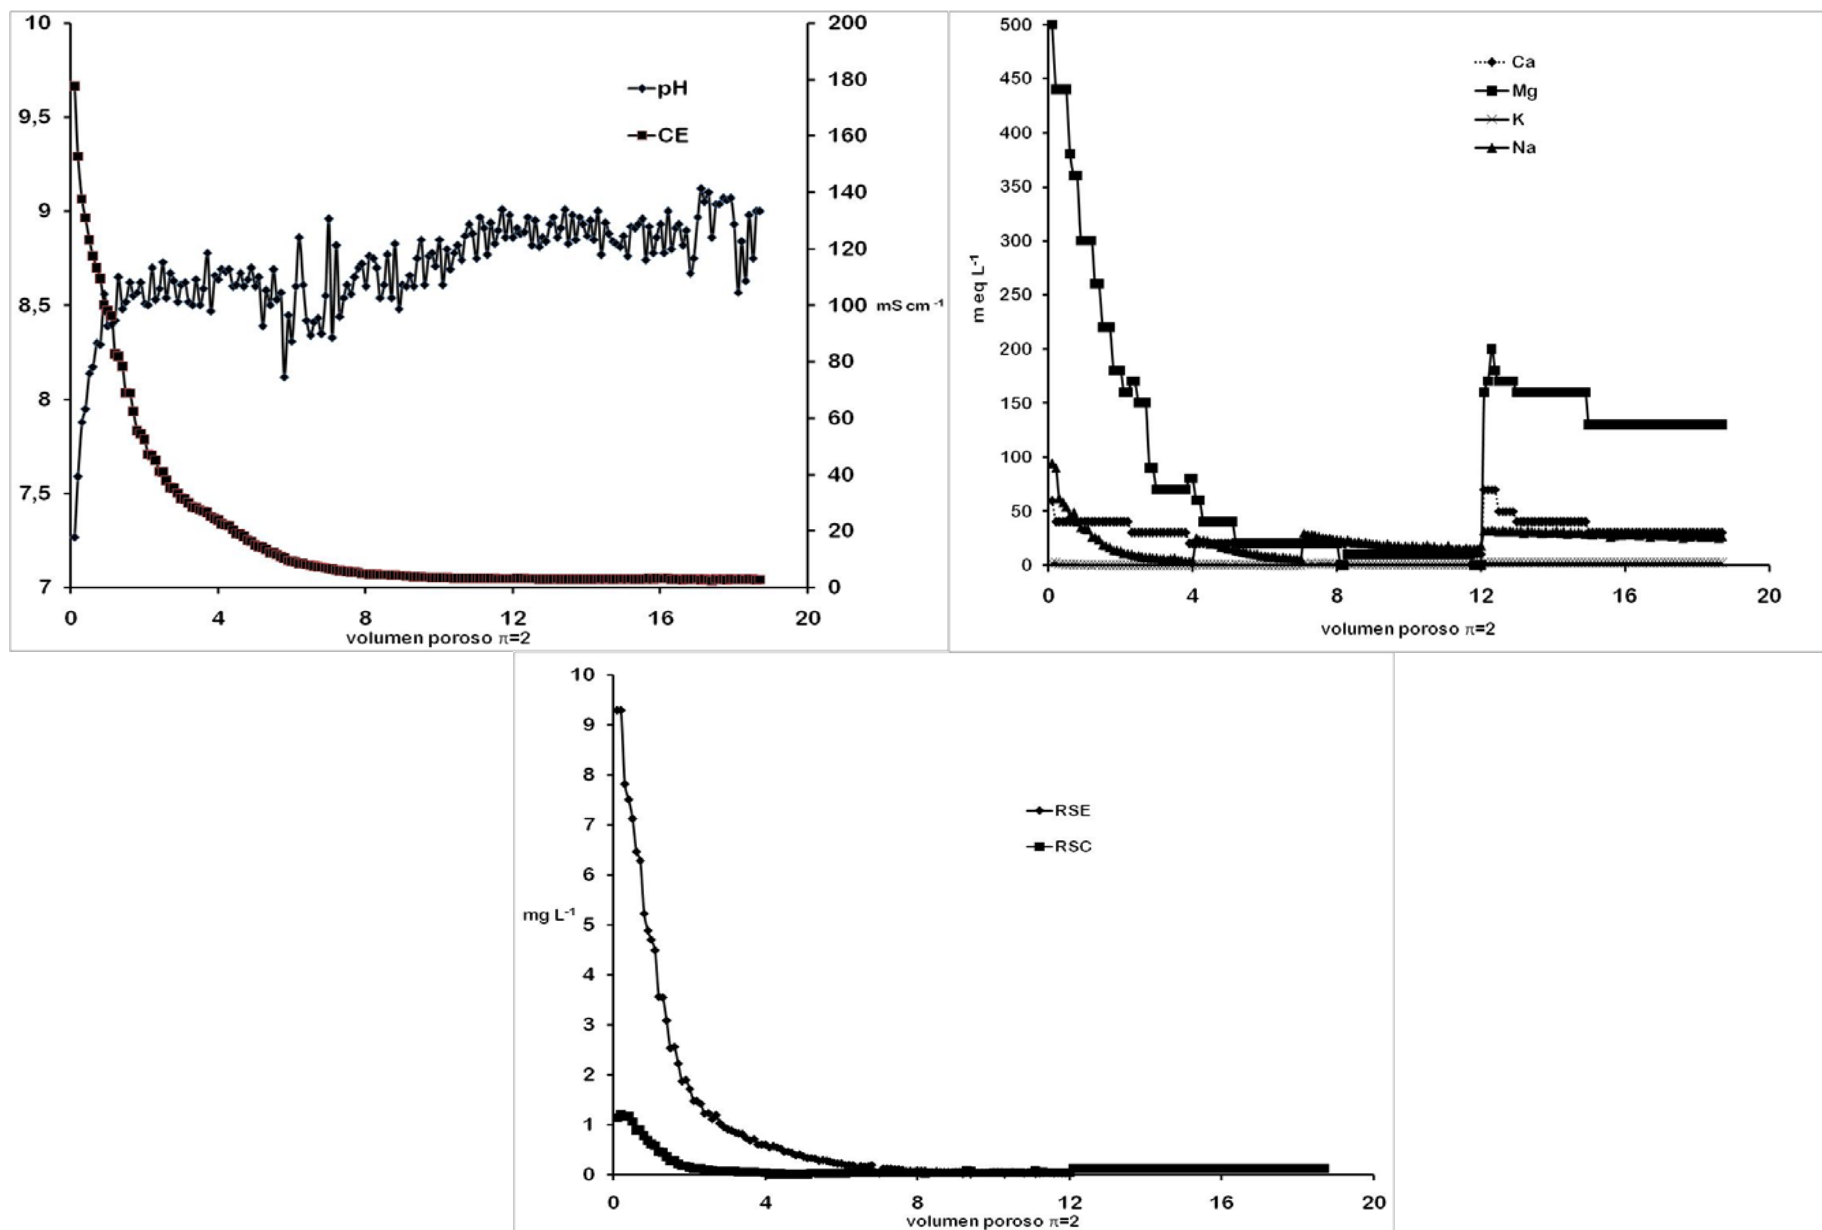 10
9,5
9
8,5
8
7,5
7
200
180
160
140
120
100
80
60
40
20
0
mS cm -1
pH
CE
0 4 8 12 16 20
volumen poroso π=2
500
450
400
350
300
250
200
150
100
50
0
m eq L-1
Ca
Mg
K
Na
0 4 8 12 16 20
volumen poroso π=2
10
9
8
7
6
5
4
3
2
1
0
mg L-1
RSE
RSC
0 4 8 12 16 20
volumen poroso π=2